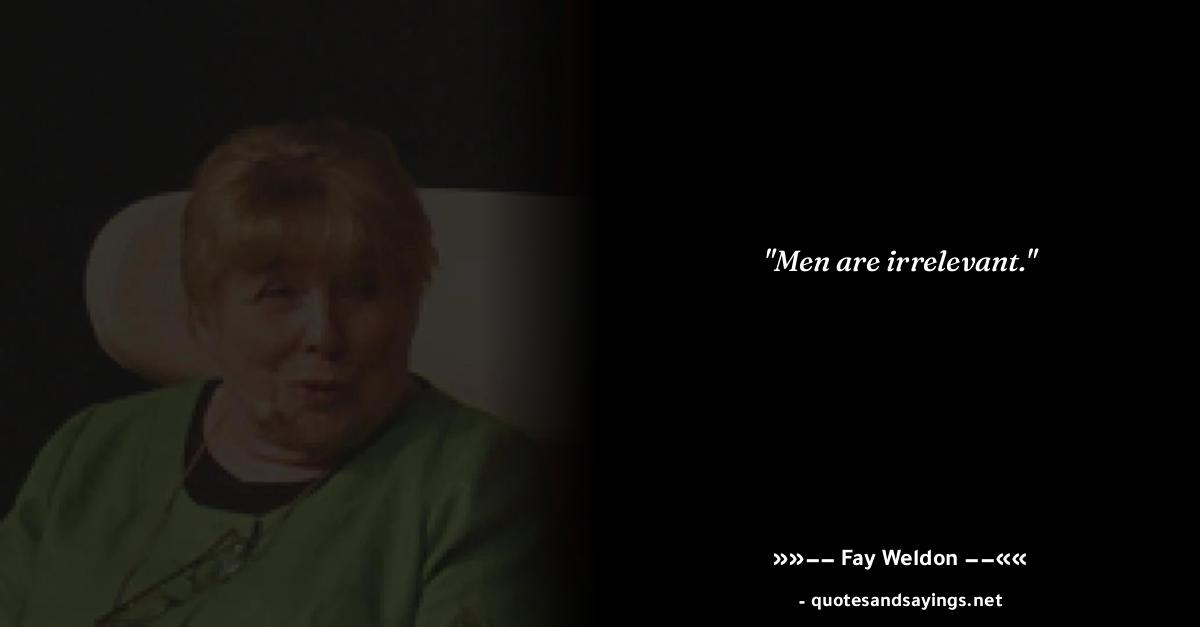 "Men are irrelevant."
»»−− Fay Weldon −−««
- quotesandsayings.net